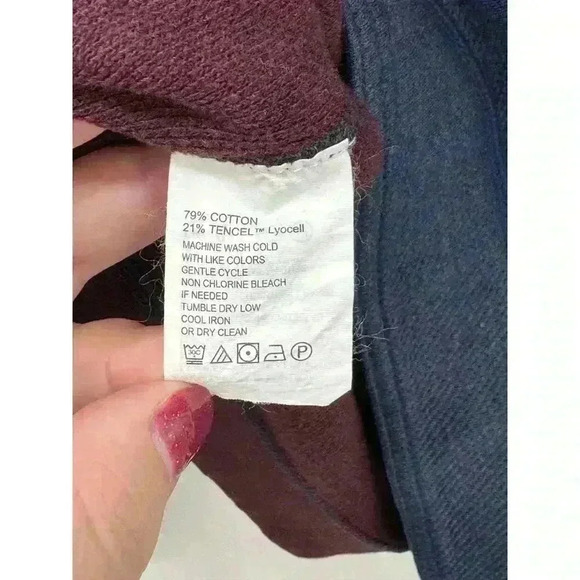 79% COTTON
21% TENCEL™ Lyocell
MACHINE WASH COLD
WITH LIKE COLORS
GENTLE CYCLE
NON CHLORINE BLEACH
IF NEEDED
TUMBLE DRY LOW
COOL IRON
OR DRY CLEAN
30C P